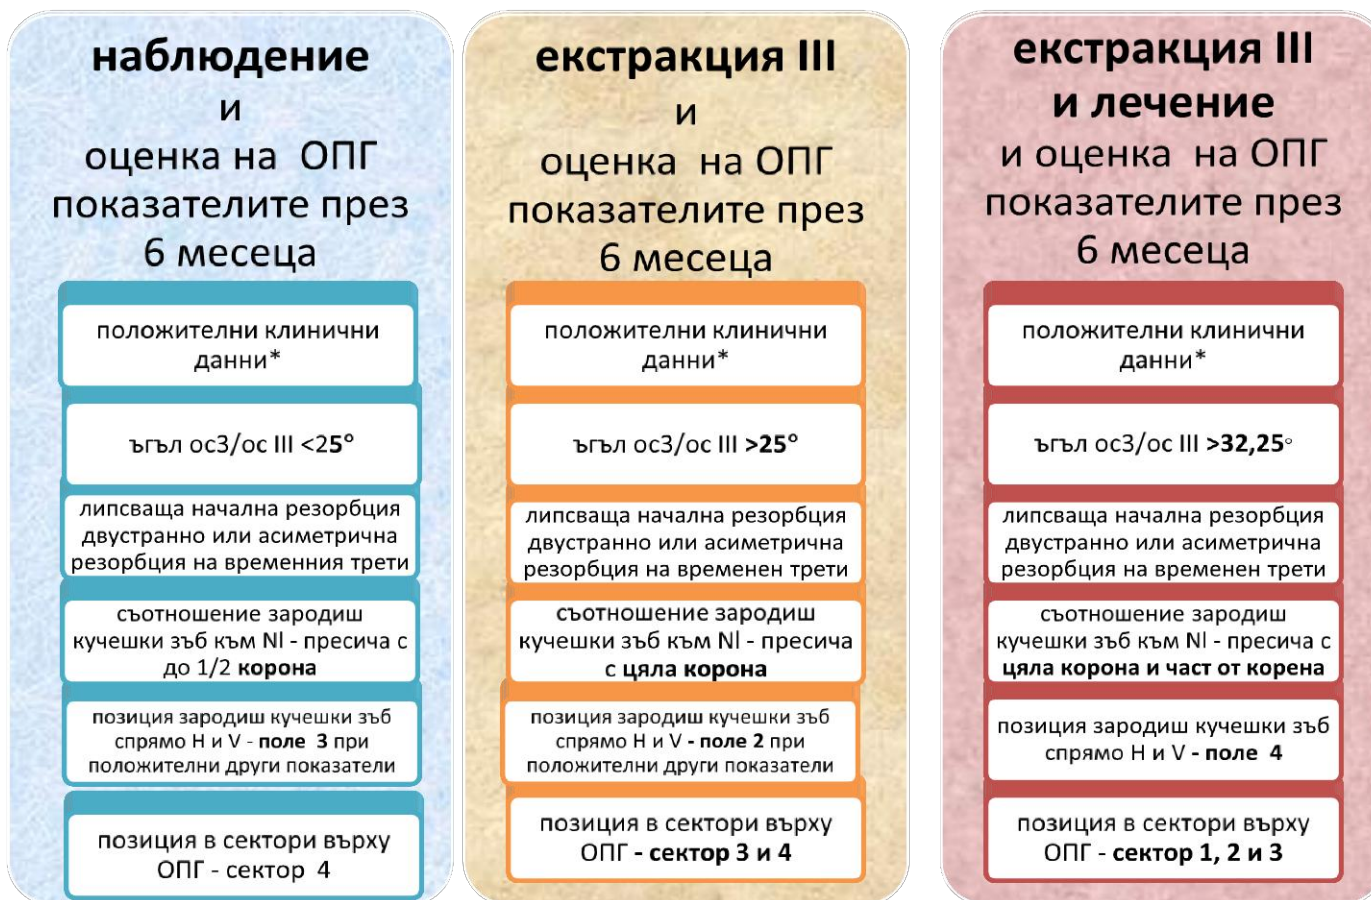 наблюдение
и
оценка на ОПГ
показателите през
6 месеца
положителни клинични
данни*
ъгъл ос3/ос III <25°
липсваща начална резорбция
двустранно или асиметрична
резорбция на временния трети
съотношение зародиш
кучешки зъб към Nl - пресича с
до 1/2 корона
позиция зародиш кучешки зъб
спрямо H и V - поле 3 при
положителни други показатели
позиция в сектори върху
ОПГ - сектор 4
екстракция III
и
оценка на ОПГ
показателите през
6 месеца
положителни клинични
данни*
ъгъл ос3/ос III >25°
липсваща начална резорбция
двустранно или асиметрична
резорбция на временен трети
съотношение зародиш
кучешки зъб към Nl - пресича
с цяла корона
позиция зародиш кучешки зъб
спрямо H и V - поле 2 при
положителни други показатели
позиция в сектори върху
ОПГ - сектор 3 и 4
екстракция III
и лечение
и оценка на ОПГ
показателите през
6 месеца
положителни клинични
данни*
ъгъл ос3/ос III >32,25°
липсваща начална резорбция
двустранно или асиметрична
резорбция на временен трети
съотношение зародиш
кучешки зъб към Nl - пресича с
цяла корона и част от корена
позиция зародиш кучешки зъб
спрямо H и V - поле 4
позиция в сектори върху
ОПГ - сектор 1, 2 и 3